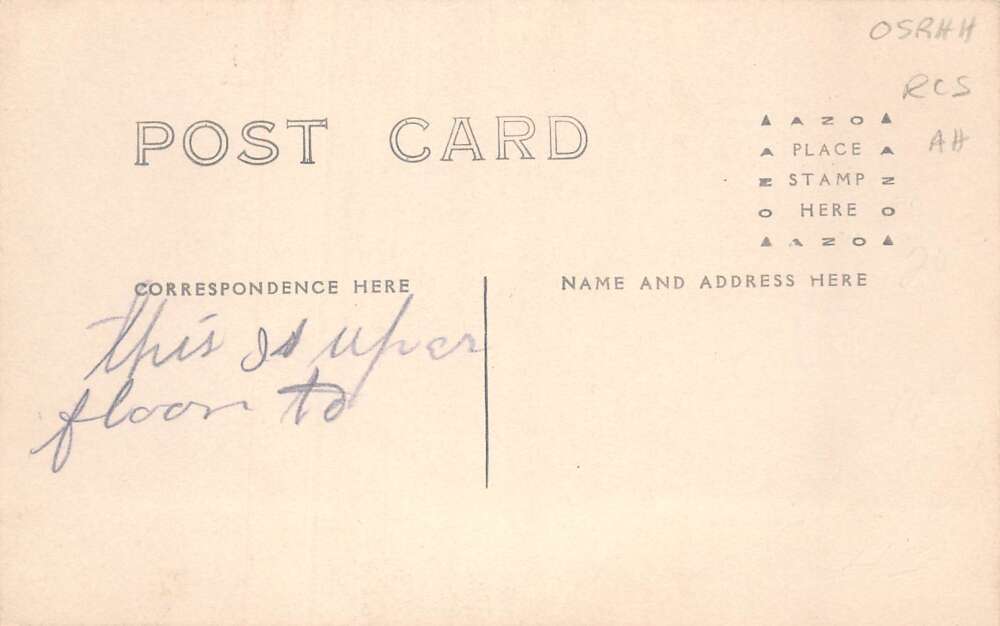 OSRHH
RCS
POST CARD
AZO
A PLACE A
Z STAMP Z
O HERE O
AZO
AH
CORRESPONDENCE HERE
NAME AND ADDRESS HERE
this is uper
floor to